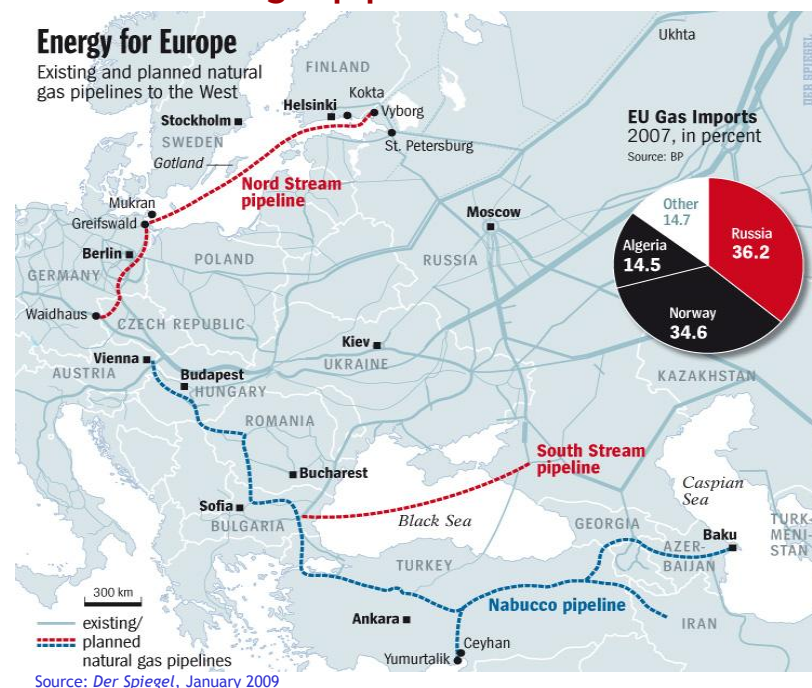 Energy for Europe
Existing and planned natural
gas pipelines to the West
Ukhta
DER SPIEGEL
FINLAND
Kokta
Helsinki
Vyborg
Stockholm
St. Petersburg
SWEDEN
Gotland
Nord Stream
pipeline
EU Gas Imports
2007, in percent
Source: BP
Other
14.7
Russia
36.2
Algeria
14.5
Norway
34.6
Mukran
Greifswald
Moscow
Berlin
POLAND
RUSSIA
GERMANY
Waidhaus
CZECH REPUBLIC
Kiev
UKRAINE
Vienna
AUSTRIA
Budapest
HUNGARY
KAZAKHSTAN
ROMANIA
South Stream
pipeline
Bucharest
Caspian
Sea
Sofia
BULGARIA
Black Sea
GEORGIA
Baku
TURK-
MENI-
STAN
AZER-
BAIJAN
TURKEY
300 km
Nabucco pipeline
Ankara
IRAN
existing/
planned
natural gas pipelines
Ceyhan
Yumurtalik
Source: Der Spiegel, January 2009